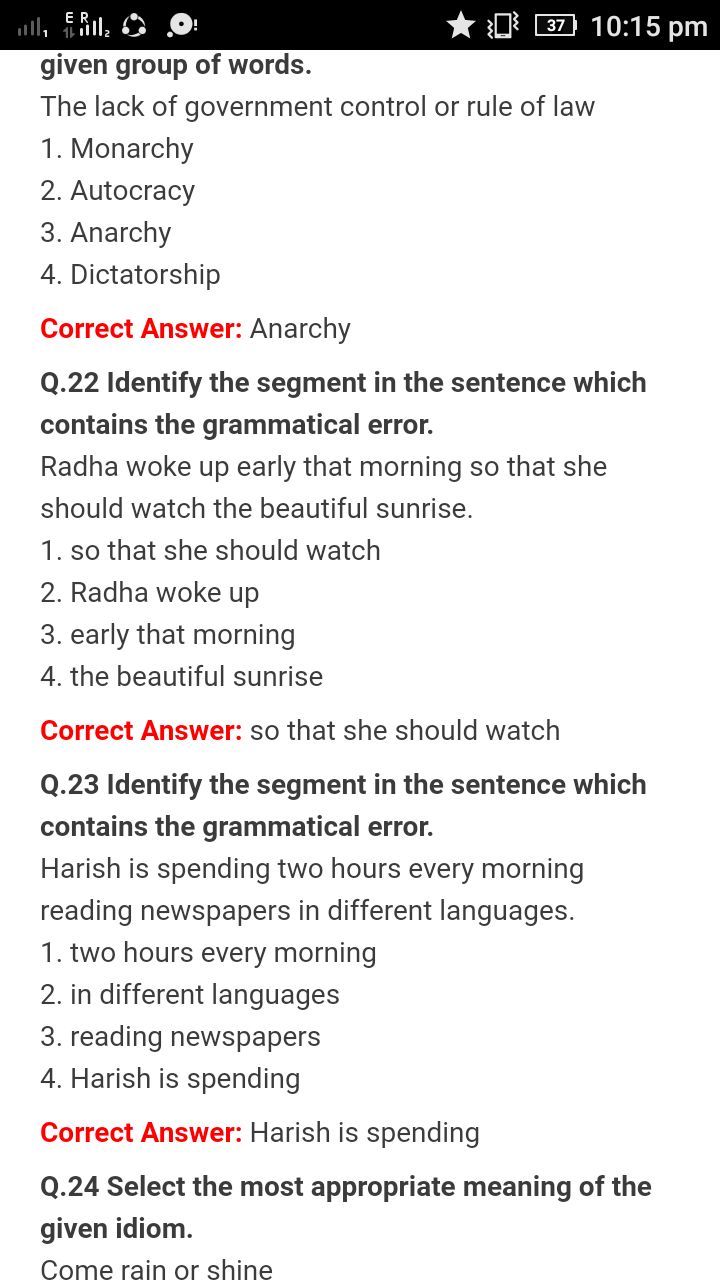 E R 37 10:15 pm
given group of words.
The lack of government control or rule of law
1. Monarchy
2. Autocracy
3. Anarchy
4. Dictatorship
Correct Answer: Anarchy
Q.22 Identify the segment in the sentence which
contains the grammatical error.
Radha woke up early that morning so that she
should watch the beautiful sunrise.
1. so that she should watch
2. Radha woke up
3. early that morning
4. the beautiful sunrise
Correct Answer: so that she should watch
Q.23 Identify the segment in the sentence which
contains the grammatical error.
Harish is spending two hours every morning
reading newspapers in different languages.
1. two hours every morning
2. in different languages
3. reading newspapers
4. Harish is spending
Correct Answer: Harish is spending
Q.24 Select the most appropriate meaning of the
given idiom.
Come rain or shine